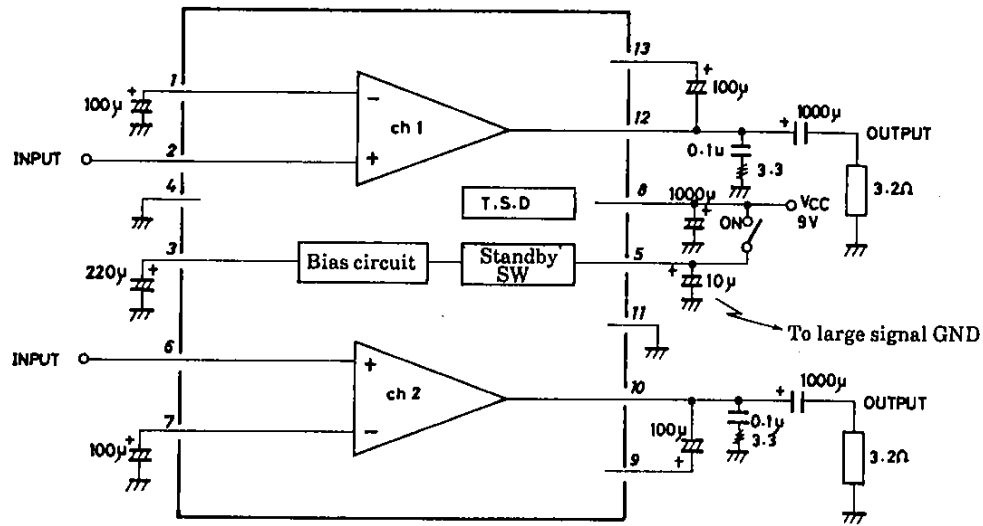 13
1
100µ
100µ
1000µ
12
OUTPUT
ch 1
2
INPUT
0.1u
3.3
3.2Ω
4
T.S.D
8
1000µ
VCC
9V
ON
3
Bias circuit
Standby
SW
5
220µ
10µ
11
To large signal GND
6
INPUT
ch 2
10
1000µ
OUTPUT
0.1µ
3.3
7
100µ
100µ
9
3.2Ω